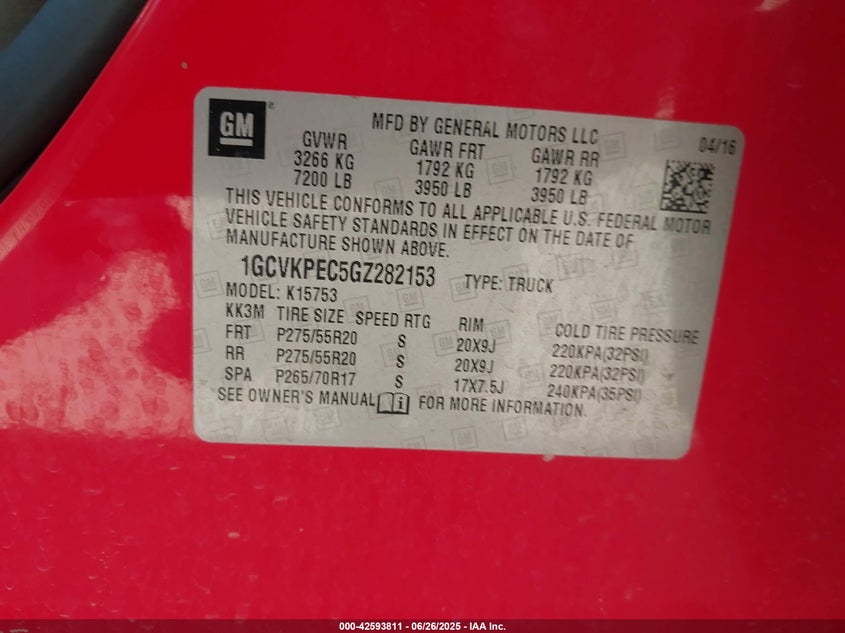 GM
MFD BY GENERAL MOTORS LLC 04/16
GVWR GAWR FRT GAWR RR
3266 KG 1792 KG 1792 KG
7200 LB 3950 LB 3950 LB
THIS VEHICLE CONFORMS TO ALL APPLICABLE U.S. FEDERAL MOTOR
VEHICLE SAFETY STANDARDS IN EFFECT ON THE DATE OF
MANUFACTURE SHOWN ABOVE.
1GCVKPEC5GZ282153 TYPE: TRUCK
MODEL: K15753
KK3M TIRE SIZE SPEED RTG RIM COLD TIRE PRESSURE
FRT P275/55R20 S 20X9J 220KPA(32PSI)
RR P275/55R20 S 20X9J 220KPA(32PSI)
SPA P265/70R17 S 17X7.5J 240KPA(35PSI)
SEE OWNER'S MANUAL FOR MORE INFORMATION.
000-42593811 - 06/26/2025 - IAA Inc.